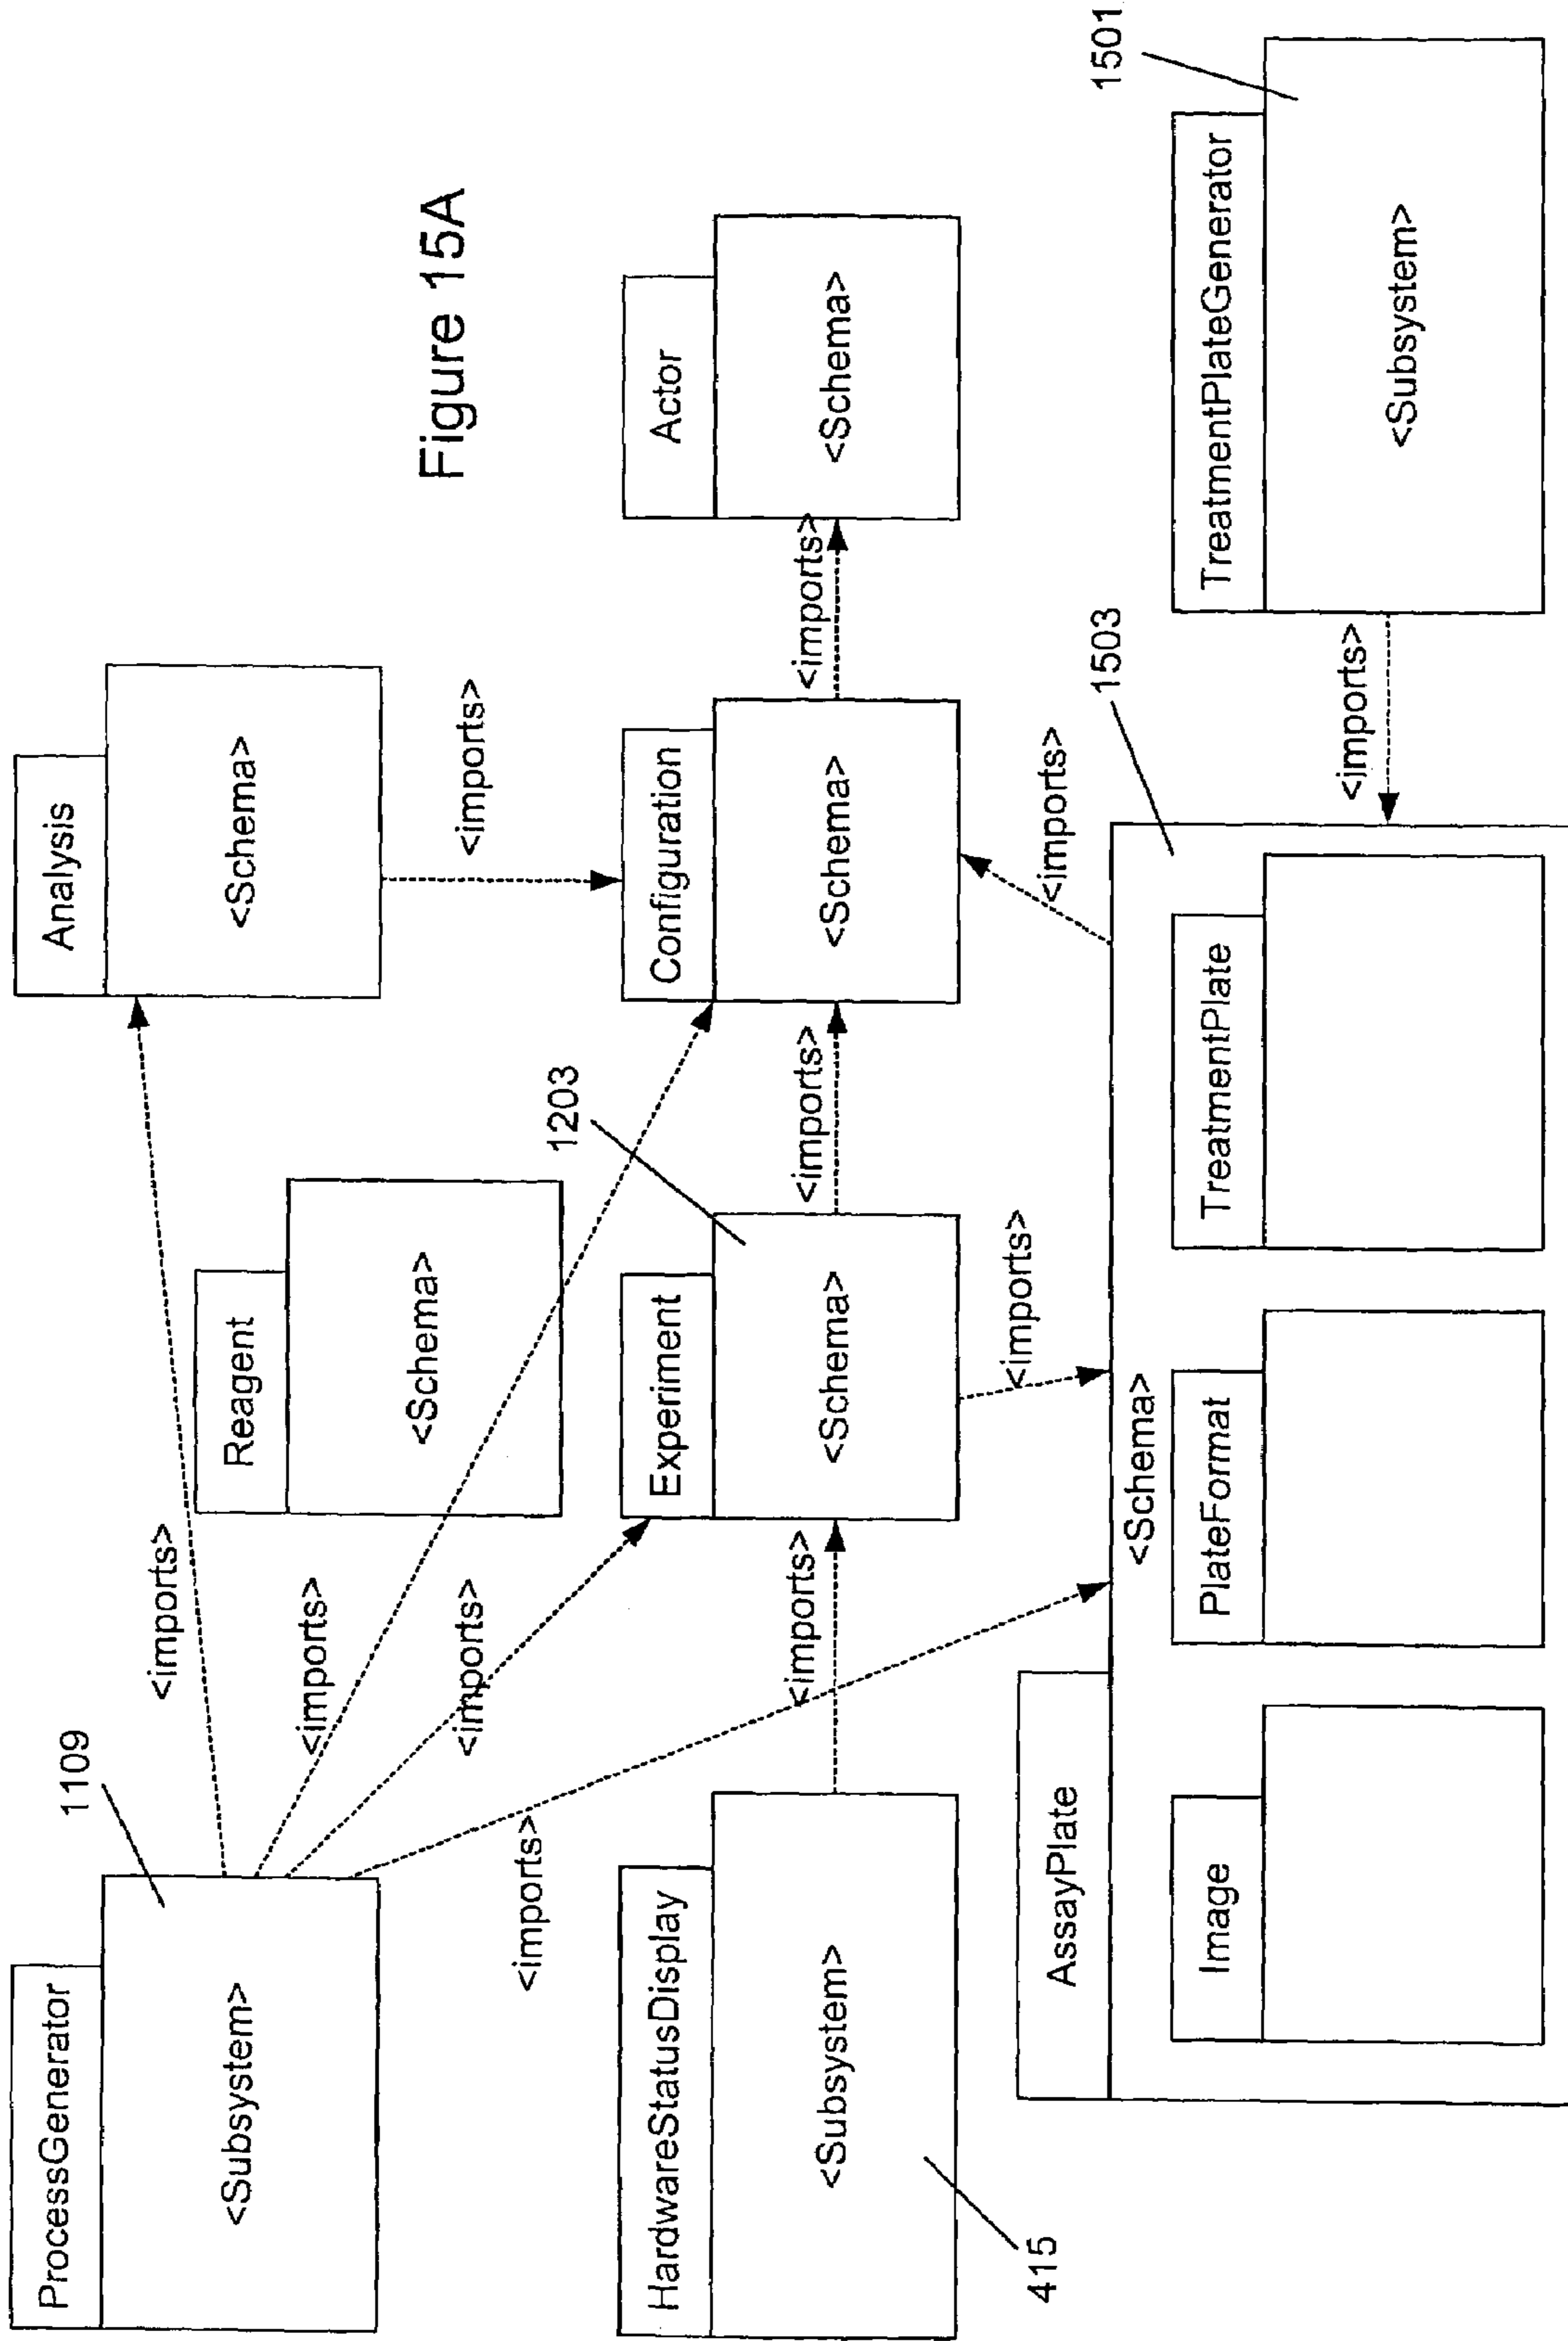 Figure 15A
ProcessGenerator
<Subsystem>
1109
<imports>
<imports>
<imports>
<imports>
Reagent
<Schema>
Analysis
<Schema>
<imports>
HardwareStatusDisplay
<Subsystem>
415
<imports>
Experiment
<Schema>
1203
<imports>
<imports>
Configuration
<Schema>
<imports>
Actor
<Schema>
AssayPlate
<Schema>
<imports>
1503
Image
PlateFormat
TreatmentPlate
<imports>
TreatmentPlateGenerator
<Subsystem>
1501